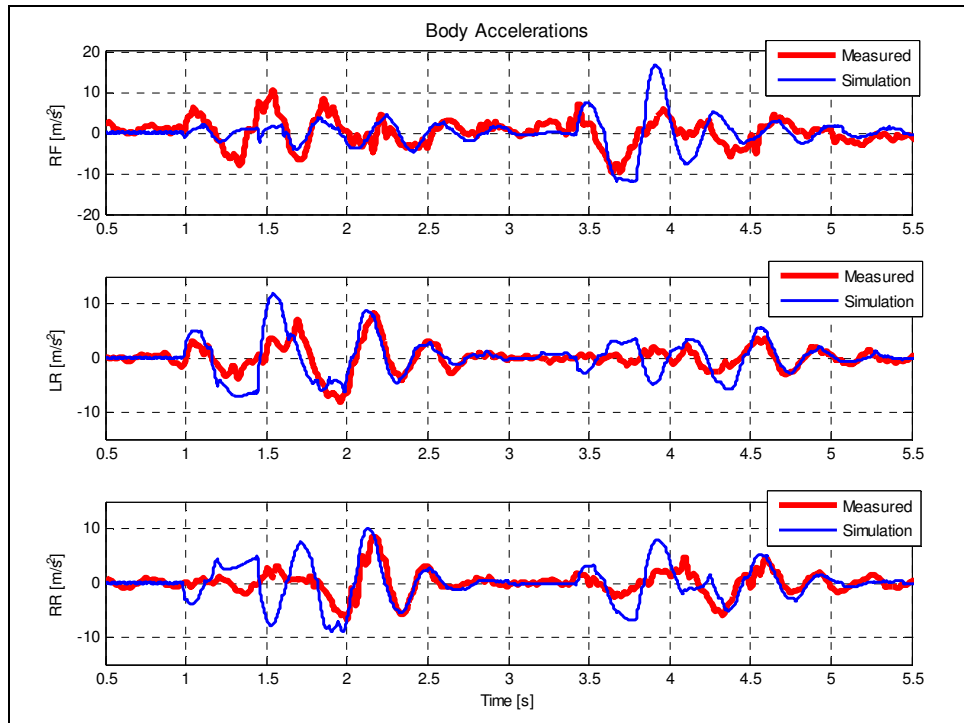 Body Accelerations
20
10
0
-10
-20
RF [m/s²]
Measured
Simulation
0.5 1 1.5 2 2.5 3 3.5 4 4.5 5 5.5
10
0
-10
LR [m/s²]
Measured
Simulation
0.5 1 1.5 2 2.5 3 3.5 4 4.5 5 5.5
10
0
-10
RR [m/s²]
Measured
Simulation
0.5 1 1.5 2 2.5 3 3.5 4 4.5 5 5.5
Time [s]